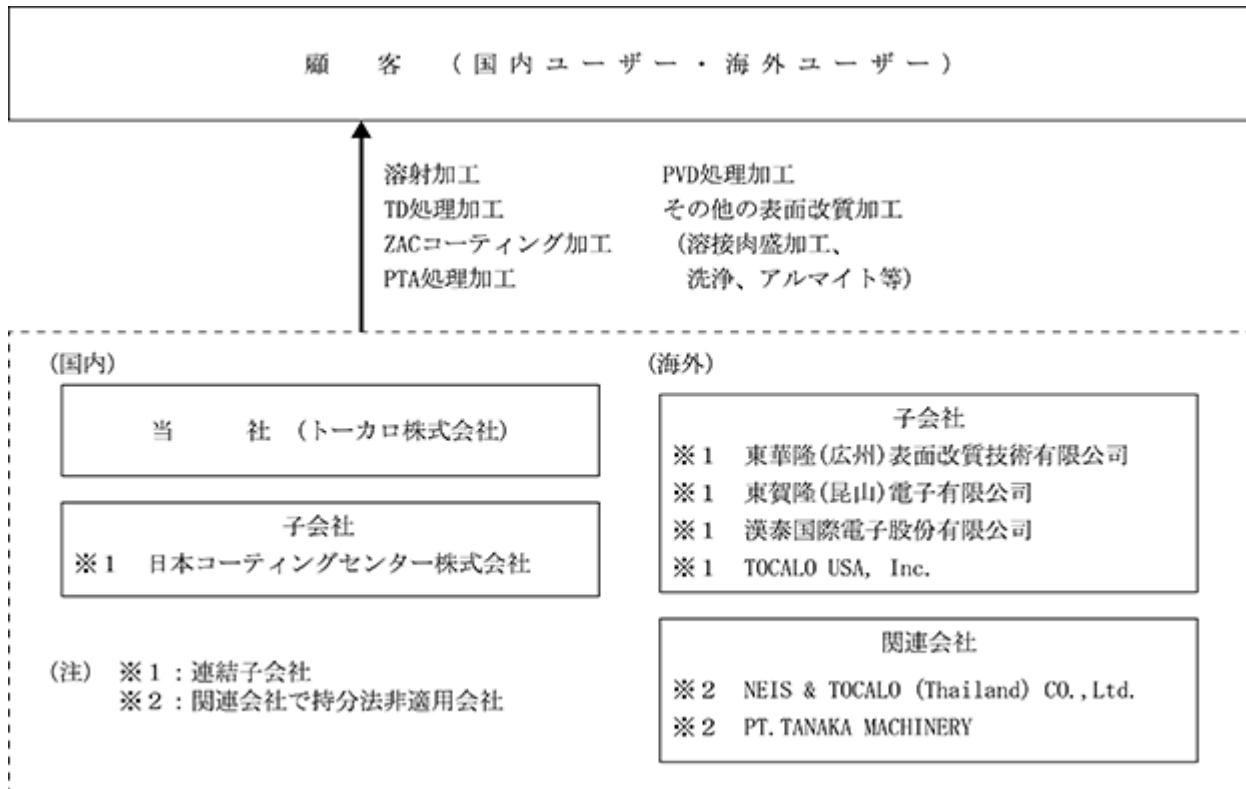 顧 客 (国内ユーザー・海外ユーザー)
溶射加工
TD処理加工
ZACコーティング加工
PTA処理加工
PVD処理加工
その他の表面改質加工
(溶接肉盛加工、
洗浄、アルマイト等)
(国内)
当 社 (トーカロ株式会社)
子会社
※1 日本コーティングセンター株式会社
(注) ※1:連結子会社
※2:関連会社で持分法非適用会社
(海外)
子会社
※1 東華隆(広州)表面改質技術有限公司
※1 東賀隆(昆山)電子有限公司
※1 漢泰国際電子股份有限公司
※1 TOCALO USA, Inc.
関連会社
※2 NEIS & TOCALO (Thailand) CO.,Ltd.
※2 PT.TANAKA MACHINERY